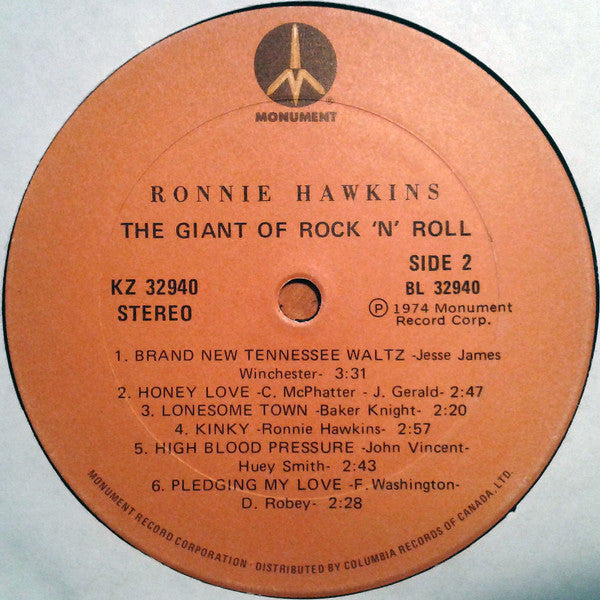 ®
MONUMENT
RONNIE HAWKINS
THE GIANT OF ROCK 'N' ROLL
SIDE 2
KZ 32940
BL 32940
STEREO
Ⓟ 1974 Monument
Record Corp.
1. BRAND NEW TENNESSEE WALTZ -Jesse James
Winchester- 3:31
2. HONEY LOVE -C. McPhatter - J. Gerald- 2:47
3. LONESOME TOWN -Baker Knight- 2:20
4. KINKY -Ronnie Hawkins- 2:57
5. HIGH BLOOD PRESSURE -John Vincent-
Huey Smith- 2:43
6. PLEDGING MY LOVE -F. Washington-
D. Robey- 2:28
MONUMENT RECORD CORPORATION · DISTRIBUTED BY COLUMBIA RECORDS OF CANADA, LTD.